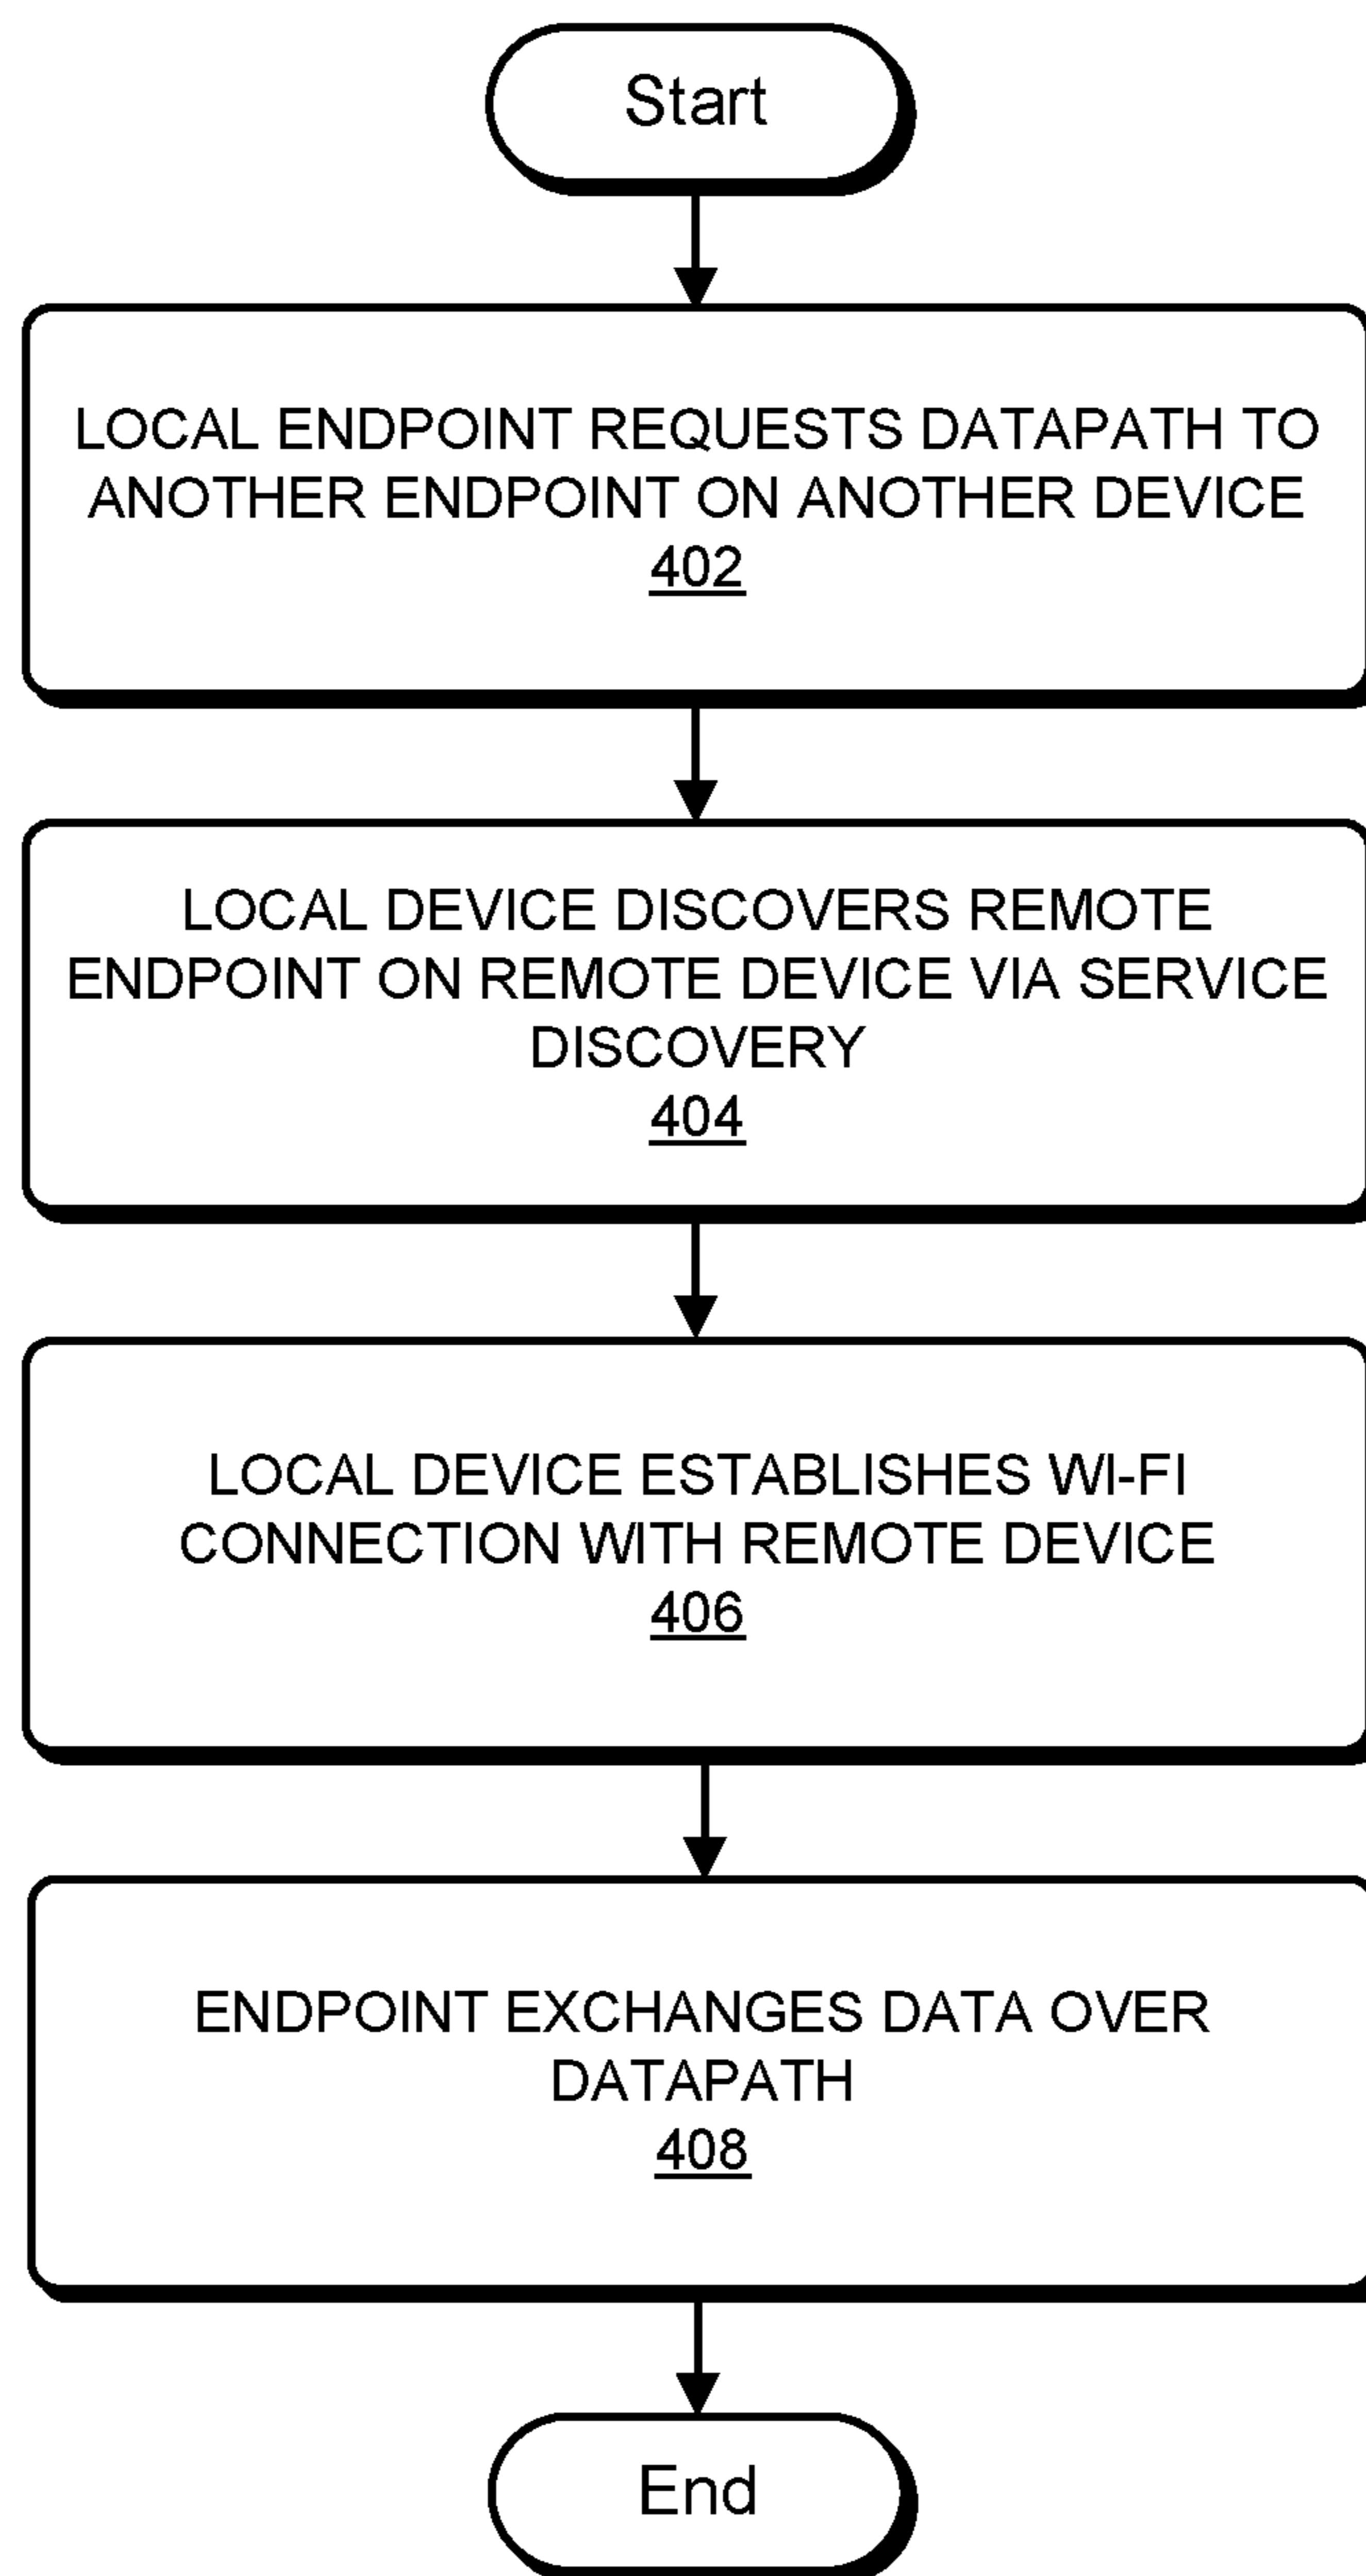 Start
LOCAL ENDPOINT REQUESTS DATAPATH TO
ANOTHER ENDPOINT ON ANOTHER DEVICE
402
LOCAL DEVICE DISCOVERS REMOTE
ENDPOINT ON REMOTE DEVICE VIA SERVICE
DISCOVERY
404
LOCAL DEVICE ESTABLISHES WI-FI
CONNECTION WITH REMOTE DEVICE
406
ENDPOINT EXCHANGES DATA OVER
DATAPATH
408
End